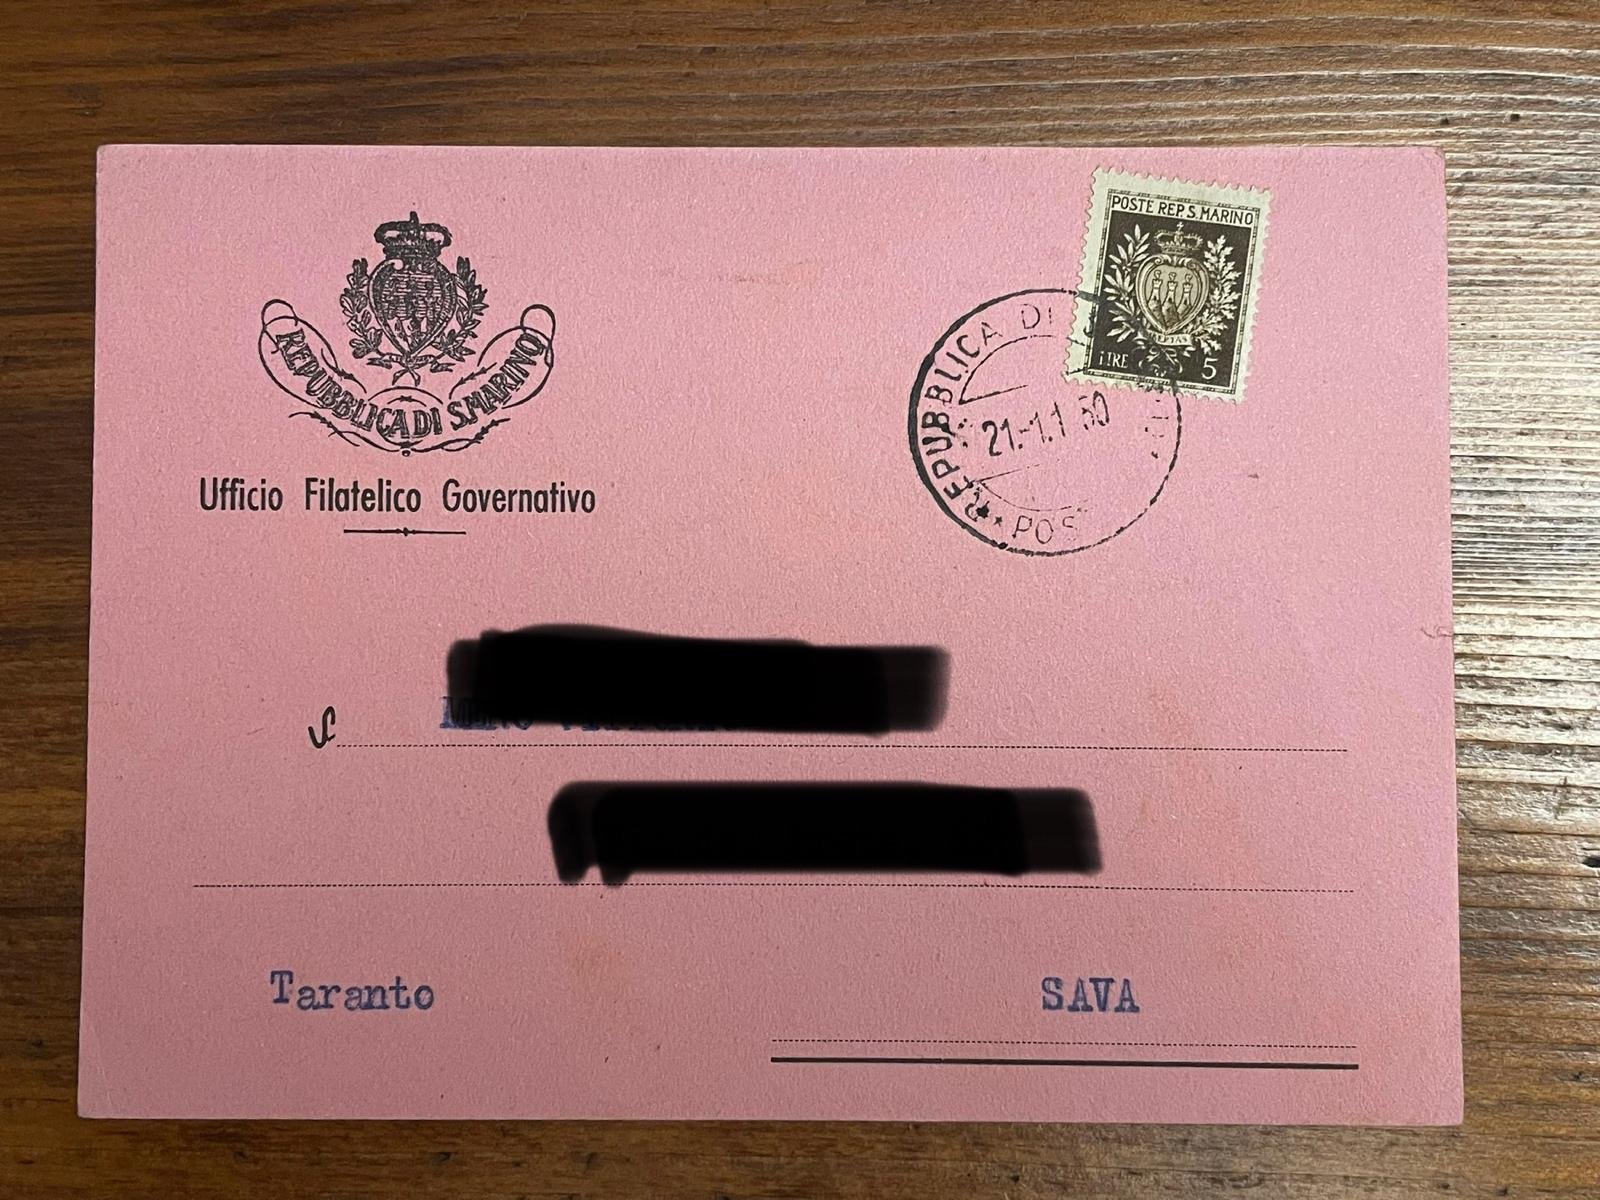 POSTE REP. S. MARINO
LIRE 5
REPUBBLICA DI S. MARINO
Ufficio Filatelico Governativo
REPUBBLICA DI
21.-1.1 50
POS
Taranto
SAVA